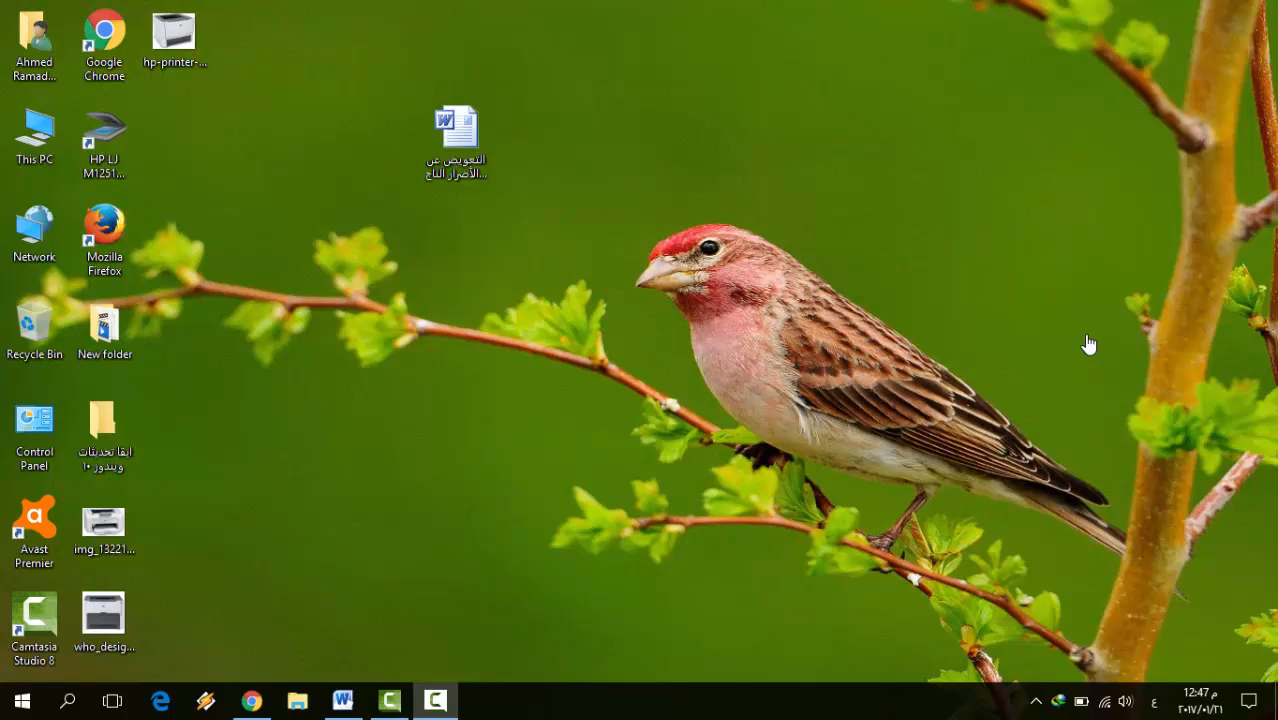 Ahmed
Ramad...
Google
Chrome
hp-printer-...
This PC
HP LJ
M1251...
التعويض عن
الأضرار الناج...
Network
Mozilla
Firefox
Recycle Bin
New folder
Control
Panel
ايقا تحديثات
ويندوز ١٠
Avast
Premier
img_13221...
Camtasia
Studio 8
who_desig...
ع
12:47 م
٢٠١٧/٠١/٣١